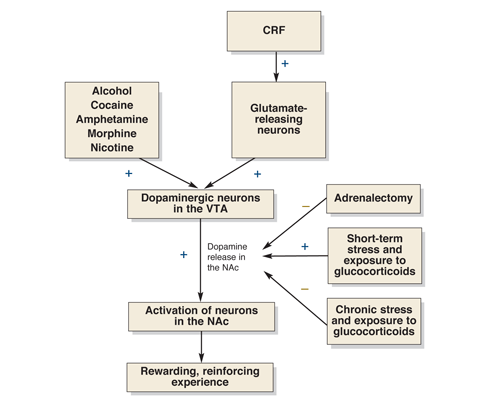 CRF
+
Alcohol
Cocaine
Amphetamine
Morphine
Nicotine
Glutamate-
releasing
neurons
+
+
Dopaminergic neurons
in the VTA
Adrenalectomy
–
+
Dopamine
release in
the NAc
+
Short-term
stress and
exposure to
glucocorticoids
–
Chronic stress
and exposure to
glucocorticoids
Activation of neurons
in the NAc
Rewarding, reinforcing
experience